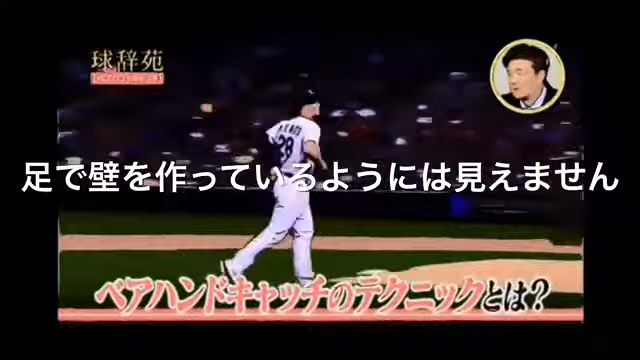 球辞苑
足で壁を作っているようには見えません
ベアハンドキャッチのテクニックとは?